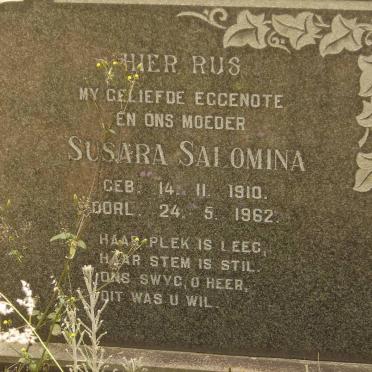 HIER RUS
MY GELIEFDE EGGENOTE
EN ONS MOEDER
SUSARA SALOMINA
GEB. 14. 11. 1910.
OORL. 24. 5. 1962.
HAAR PLEK IS LEEG,
HAAR STEM IS STIL.
ONS SWYG, O HEER,
DIT WAS U WIL.